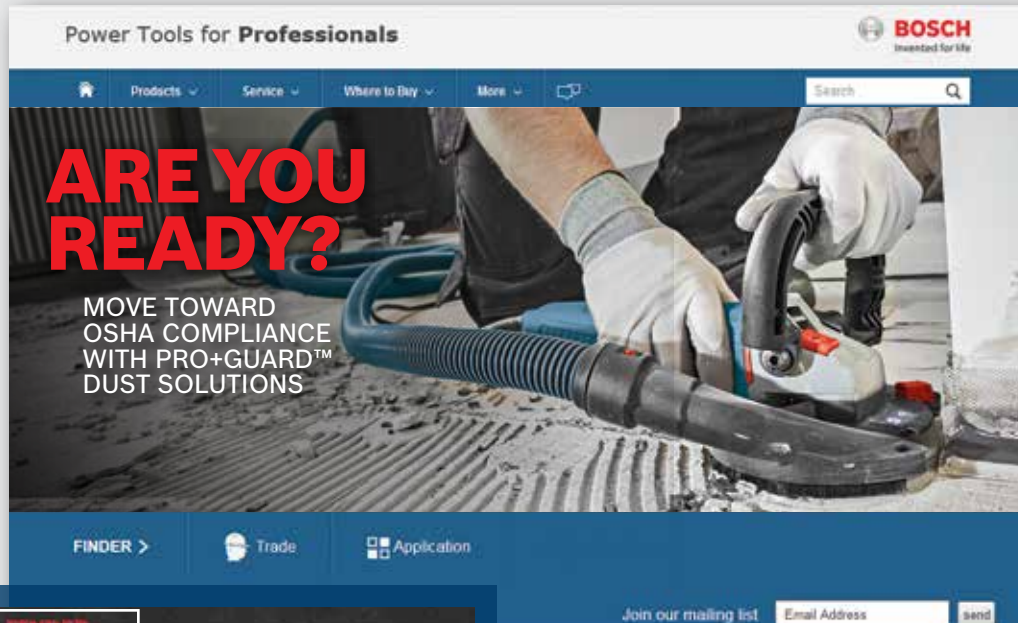 Power Tools for Professionals
BOSCH
Invented for life
Products
Service
Where to Buy
More
Search
ARE YOU
READY?
MOVE TOWARD
OSHA COMPLIANCE
WITH PRO+GUARD™
DUST SOLUTIONS
FINDER >
Trade
Application
Join our mailing list
Email Address
send